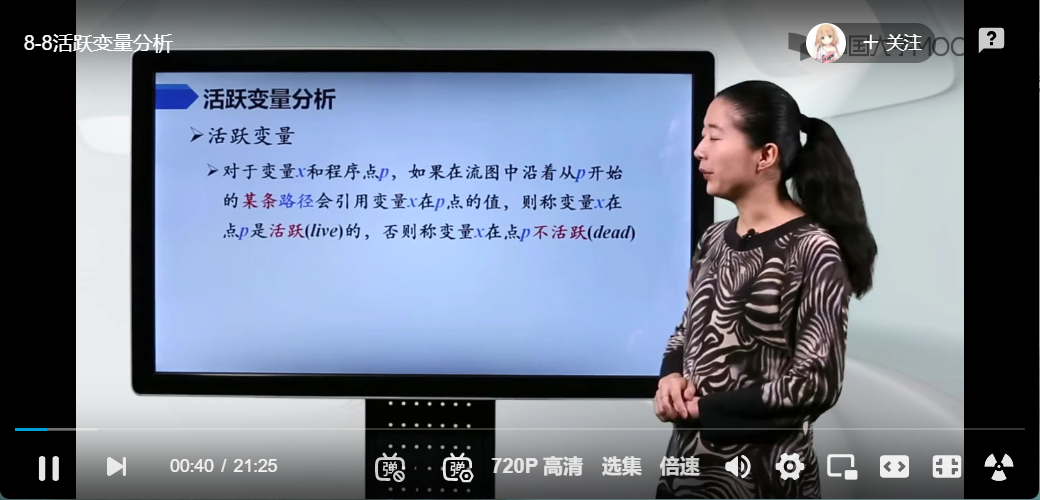 8-8活跃变量分析
+ 关注
?
活跃变量分析
➢活跃变量
➢对于变量x和程序点p，如果在流图中沿着从p开始
的某条路径会引用变量x在p点的值，则称变量x在
点p是活跃(live)的，否则称变量x在点p不活跃(dead)
00:40 / 21:25
弹
弹
720P 高清
选集
倍速